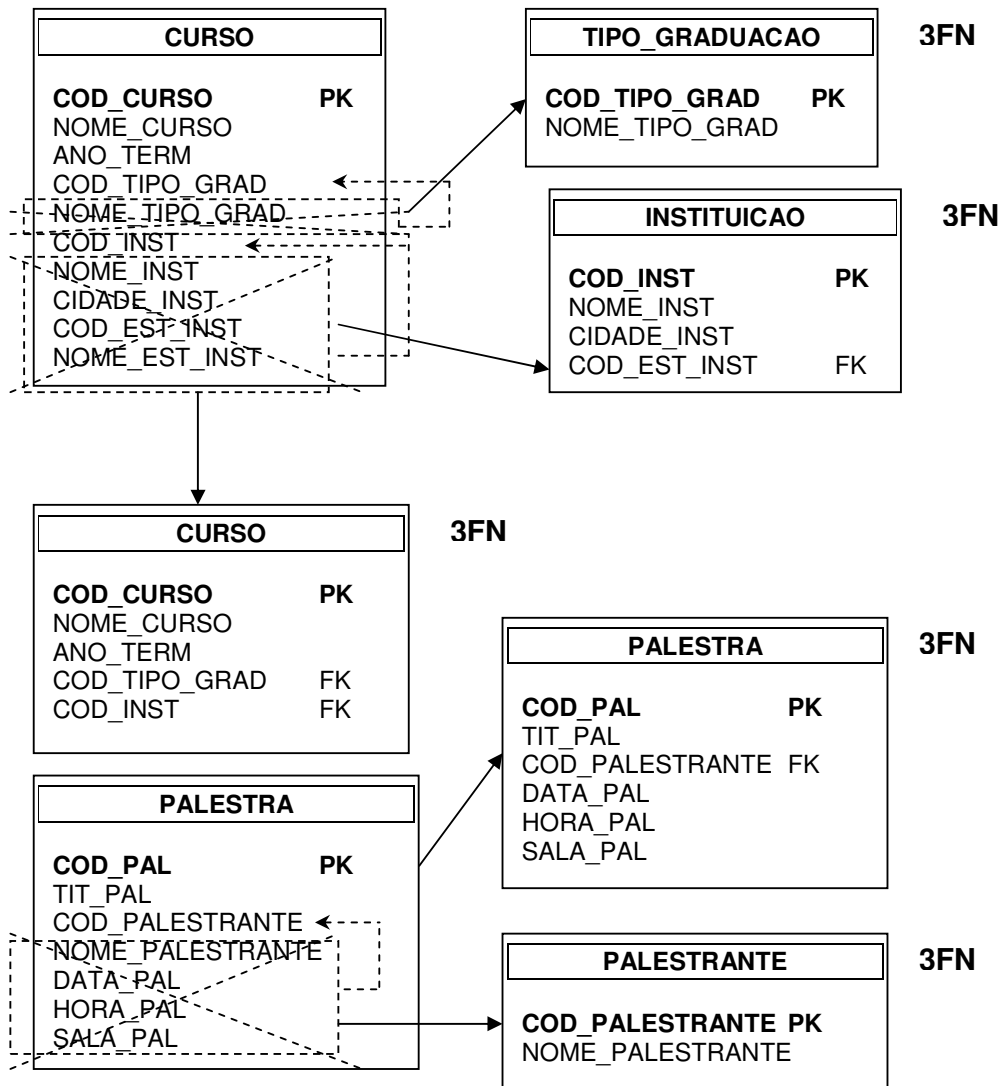 CURSO
COD_CURSO PK
NOME_CURSO
ANO_TERM
COD_TIPO_GRAD
NOME_TIPO_GRAD
COD_INST
NOME_INST
CIDADE_INST
COD_EST_INST
NOME_EST_INST
TIPO_GRADUACAO
3FN
COD_TIPO_GRAD PK
NOME_TIPO_GRAD
INSTITUICAO
3FN
COD_INST PK
NOME_INST
CIDADE_INST
COD_EST_INST FK
CURSO
3FN
COD_CURSO PK
NOME_CURSO
ANO_TERM
COD_TIPO_GRAD FK
COD_INST FK
PALESTRA
COD_PAL PK
TIT_PAL
COD_PALESTRANTE
NOME_PALESTRANTE
DATA_PAL
HORA_PAL
SALA_PAL
PALESTRA
3FN
COD_PAL PK
TIT_PAL
COD_PALESTRANTE FK
DATA_PAL
HORA_PAL
SALA_PAL
PALESTRANTE
3FN
COD_PALESTRANTE PK
NOME_PALESTRANTE